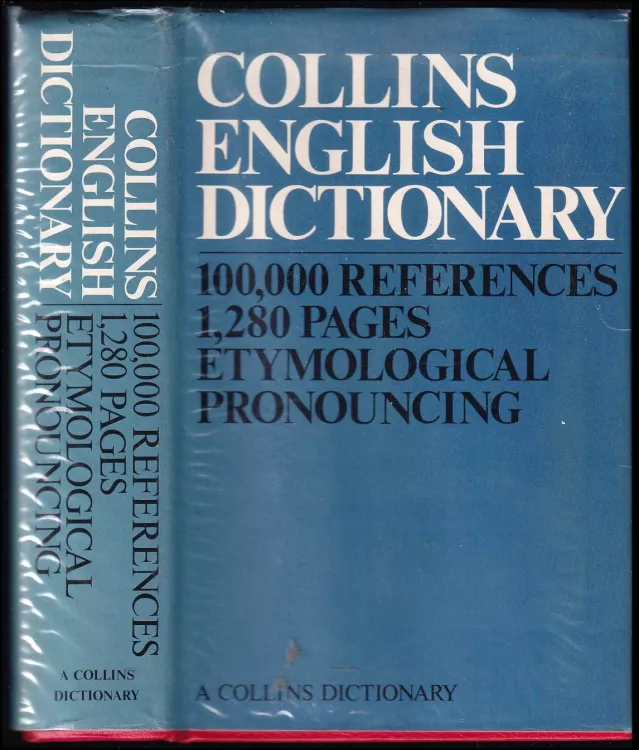 COLLINS
ENGLISH
DICTIONARY
100,000 REFERENCES
1,280 PAGES
ETYMOLOGICAL
PRONOUNCING
A COLLINS
DICTIONARY
COLLINS
ENGLISH
DICTIONARY
100,000 REFERENCES
1,280 PAGES
ETYMOLOGICAL
PRONOUNCING
A COLLINS DICTIONARY